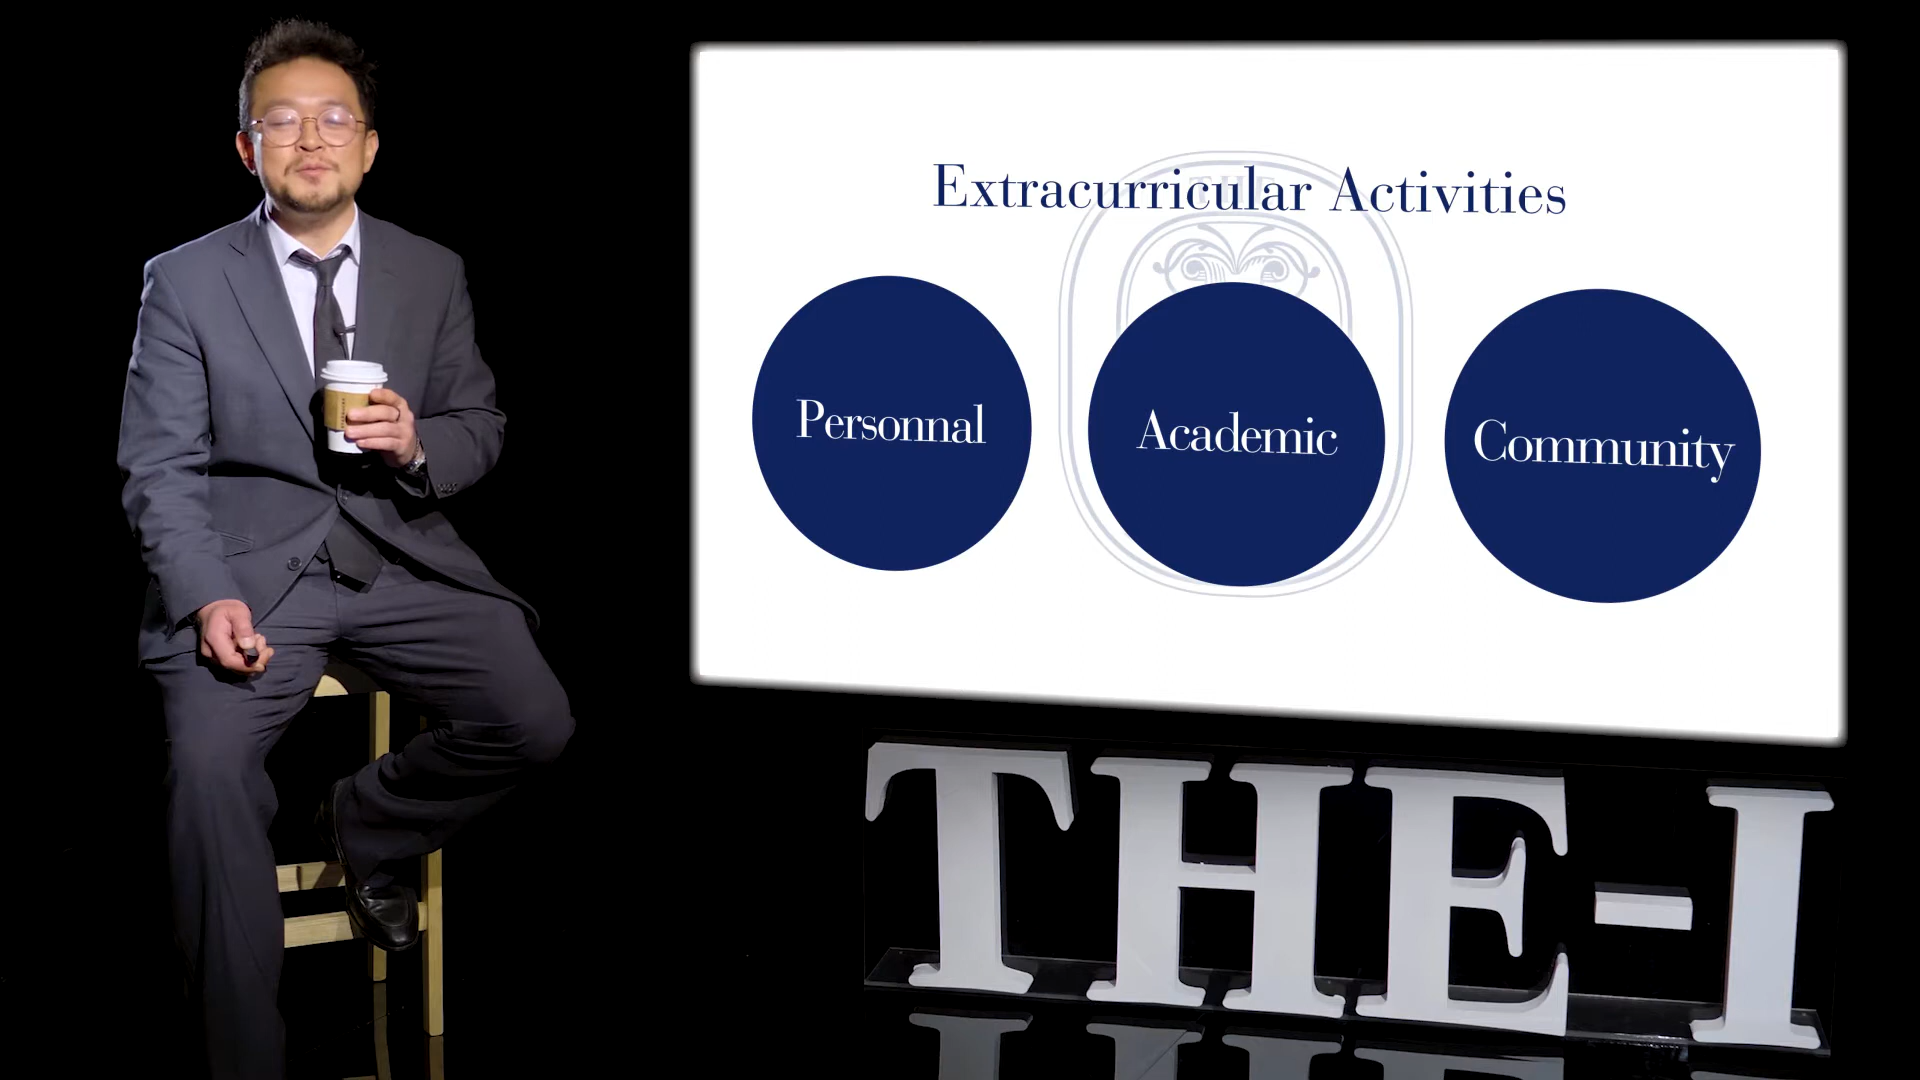 Extracurricular Activities
Personnal
Academic
Community
THE-I